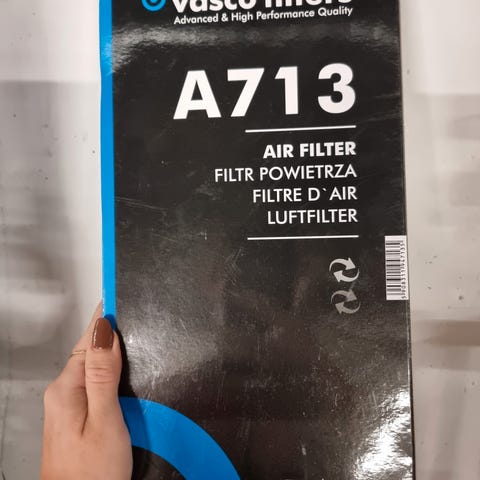 vasco filters
Advanced & High Performance Quality
A713
AIR FILTER
FILTR POWIETRZA
FILTRE D`AIR
LUFTFILTER